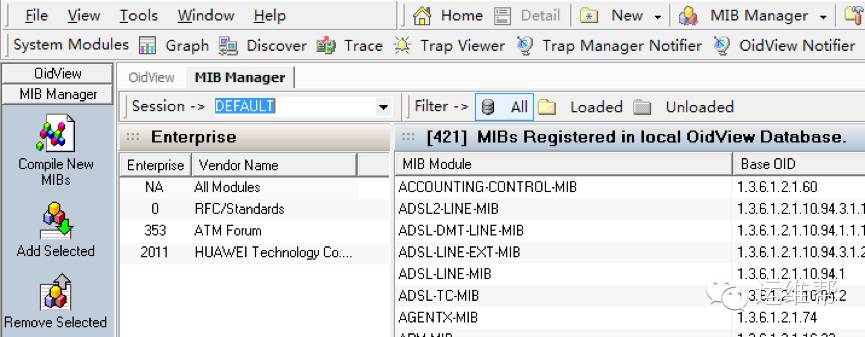 File View Tools Window Help Home Detail New MIB Manager
System Modules Graph Discover Trace Trap Viewer Trap Manager Notifier OidView Notifier
OidView
MIB Manager
Compile New
MIBs
Add Selected
Remove Selected
OidView MIB Manager
Session -> DEFAULT Filter -> All Loaded Unloaded
Enterprise
Enterprise Vendor Name
NA All Modules
0 RFC/Standards
353 ATM Forum
2011 HUAWEI Technology Co....
[421] MIBs Registered in local OidView Database.
MIB Module Base OID
ACCOUNTING-CONTROL-MIB 1.3.6.1.2.1.60
ADSL2-LINE-MIB 1.3.6.1.2.1.10.94.3.1.1
ADSL-DMT-LINE-MIB 1.3.6.1.2.1.10.94.1.1.1
ADSL-LINE-EXT-MIB 1.3.6.1.2.1.10.94.3.1.2
ADSL-LINE-MIB 1.3.6.1.2.1.10.94.1
ADSL-TC-MIB 1.3.6.1.2.1.10.94.2
AGENTX-MIB 1.3.6.1.2.1.74
运维帮